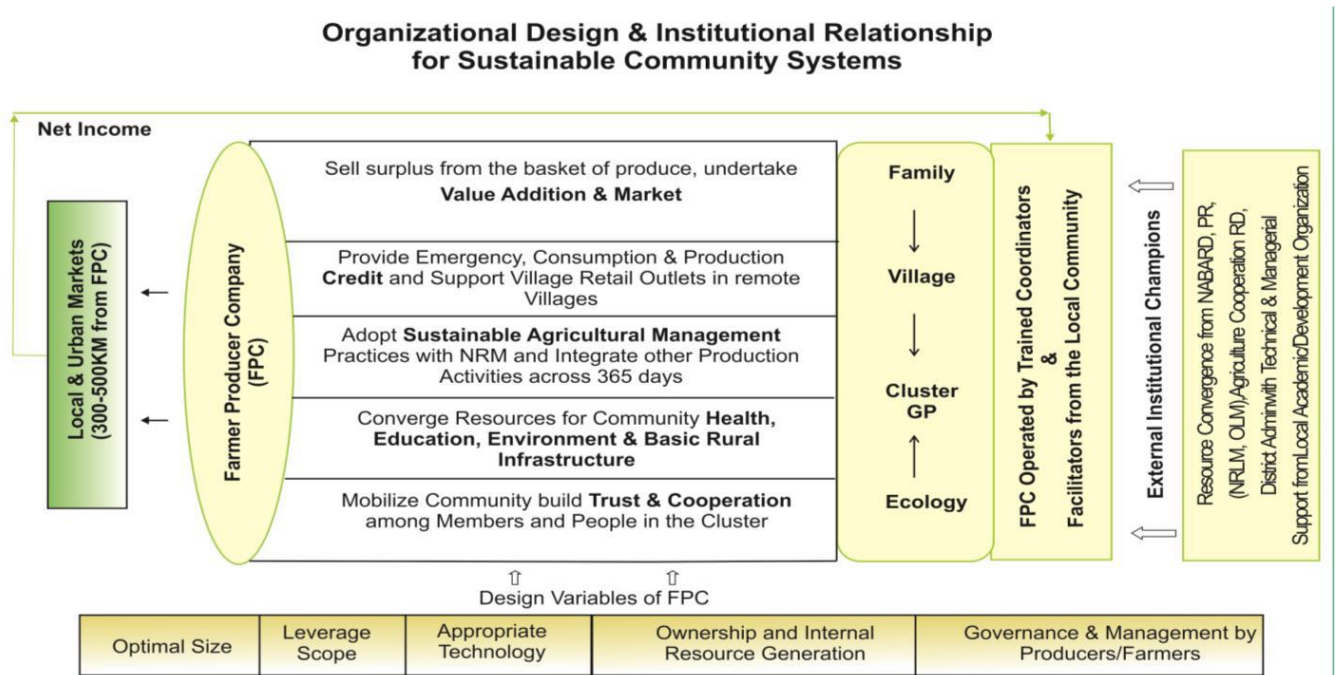 Organizational Design & Institutional Relationship
for Sustainable Community Systems
Net Income
Local & Urban Markets
(300-500KM from FPC)
Farmer Producer Company
(FPC)
Sell surplus from the basket of produce, undertake
Value Addition & Market
Provide Emergency, Consumption & Production
Credit and Support Village Retail Outlets in remote
Villages
Adopt Sustainable Agricultural Management
Practices with NRM and Integrate other Production
Activities across 365 days
Converge Resources for Community Health,
Education, Environment & Basic Rural
Infrastructure
Mobilize Community build Trust & Cooperation
among Members and People in the Cluster
Family
Village
Cluster
GP
Ecology
FPC Operated by Trained Coordinators
&
Facilitators from the Local Community
External Institutional Champions
Resource Convergence from NABARD, PR,
(NRLM, OLM),Agriculture Cooperation RD,
District Adminwith Technical & Managerial
Support fromLocal Academic/Development Organization
Design Variables of FPC
Optimal Size
Leverage
Scope
Appropriate
Technology
Ownership and Internal
Resource Generation
Governance & Management by
Producers/Farmers